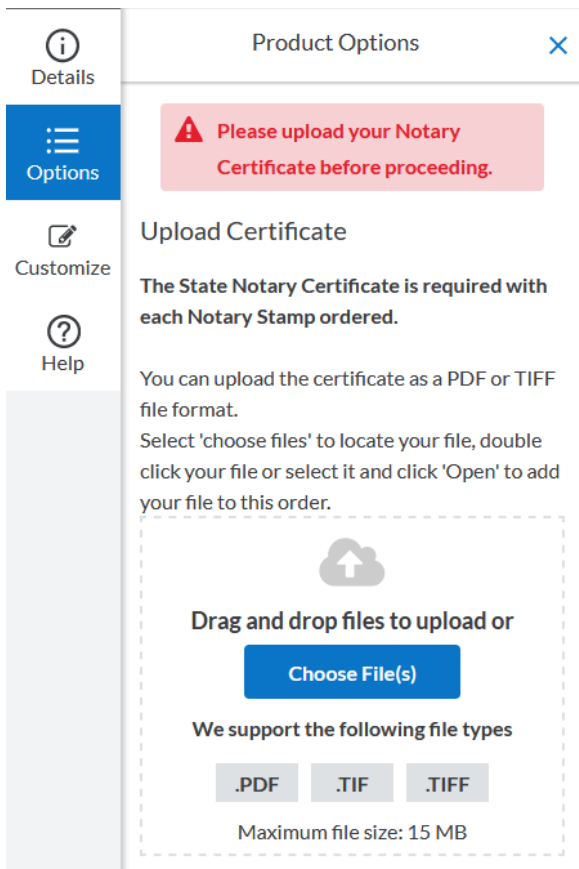 Details
Options
Customize
Help
Product Options
Please upload your Notary
Certificate before proceeding.
Upload Certificate
The State Notary Certificate is required with
each Notary Stamp ordered.
You can upload the certificate as a PDF or TIFF
file format.
Select 'choose files' to locate your file, double
click your file or select it and click 'Open' to add
your file to this order.
Drag and drop files to upload or
Choose File(s)
We support the following file types
.PDF .TIF .TIFF
Maximum file size: 15 MB